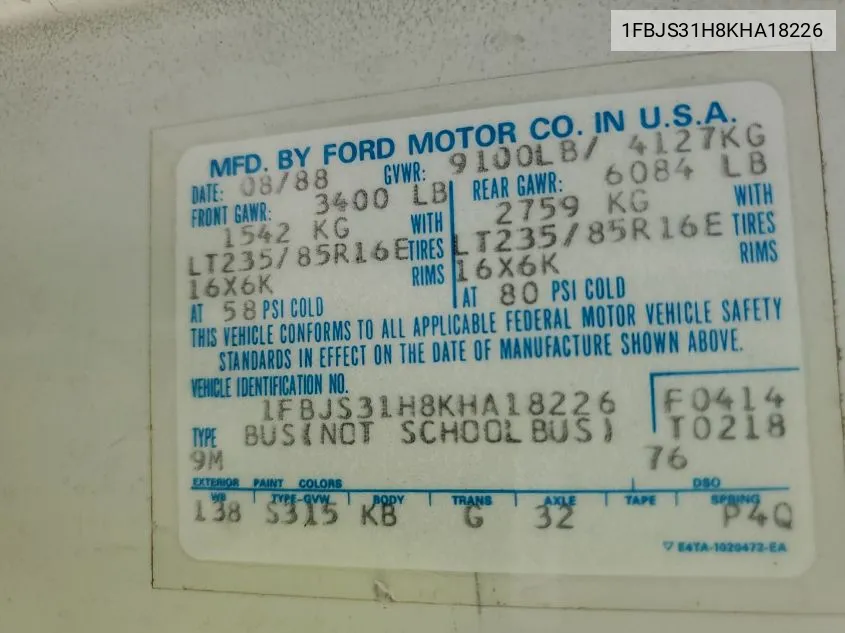 1FBJS31H8KHA18226
MFD. BY FORD MOTOR CO. IN U.S.A.
DATE: 08/88 GVWR: 9100LB/ 4127KG
FRONT GAWR: 3400 LB REAR GAWR: 6084 LB
1542 KG WITH 2759 KG WITH
LT235/85R16E TIRES LT235/85R16E TIRES
16X6K RIMS 16X6K RIMS
AT 58 PSI COLD AT 80 PSI COLD
THIS VEHICLE CONFORMS TO ALL APPLICABLE FEDERAL MOTOR VEHICLE SAFETY
STANDARDS IN EFFECT ON THE DATE OF MANUFACTURE SHOWN ABOVE.
VEHICLE IDENTIFICATION NO.
1FBJS31H8KHA18226 F0414
TYPE BUS(NOT SCHOOLBUS) T0218
9M 76
EXTERIOR PAINT COLORS DSO
WB TYPE-GVW BODY TRANS AXLE TAPE SPRING
138 S315 KB G 32 P4Q
E4TA-1020472-EA